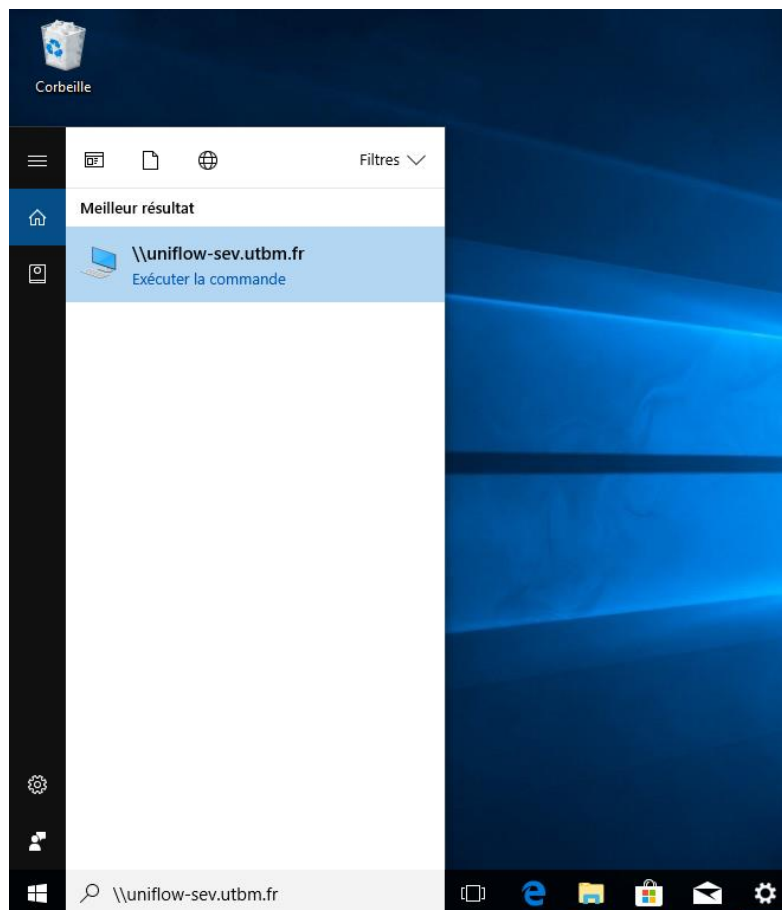 Corbeille
Filtres
Meilleur résultat
\\uniflow-sev.utbm.fr
Exécuter la commande
\\uniflow-sev.utbm.fr